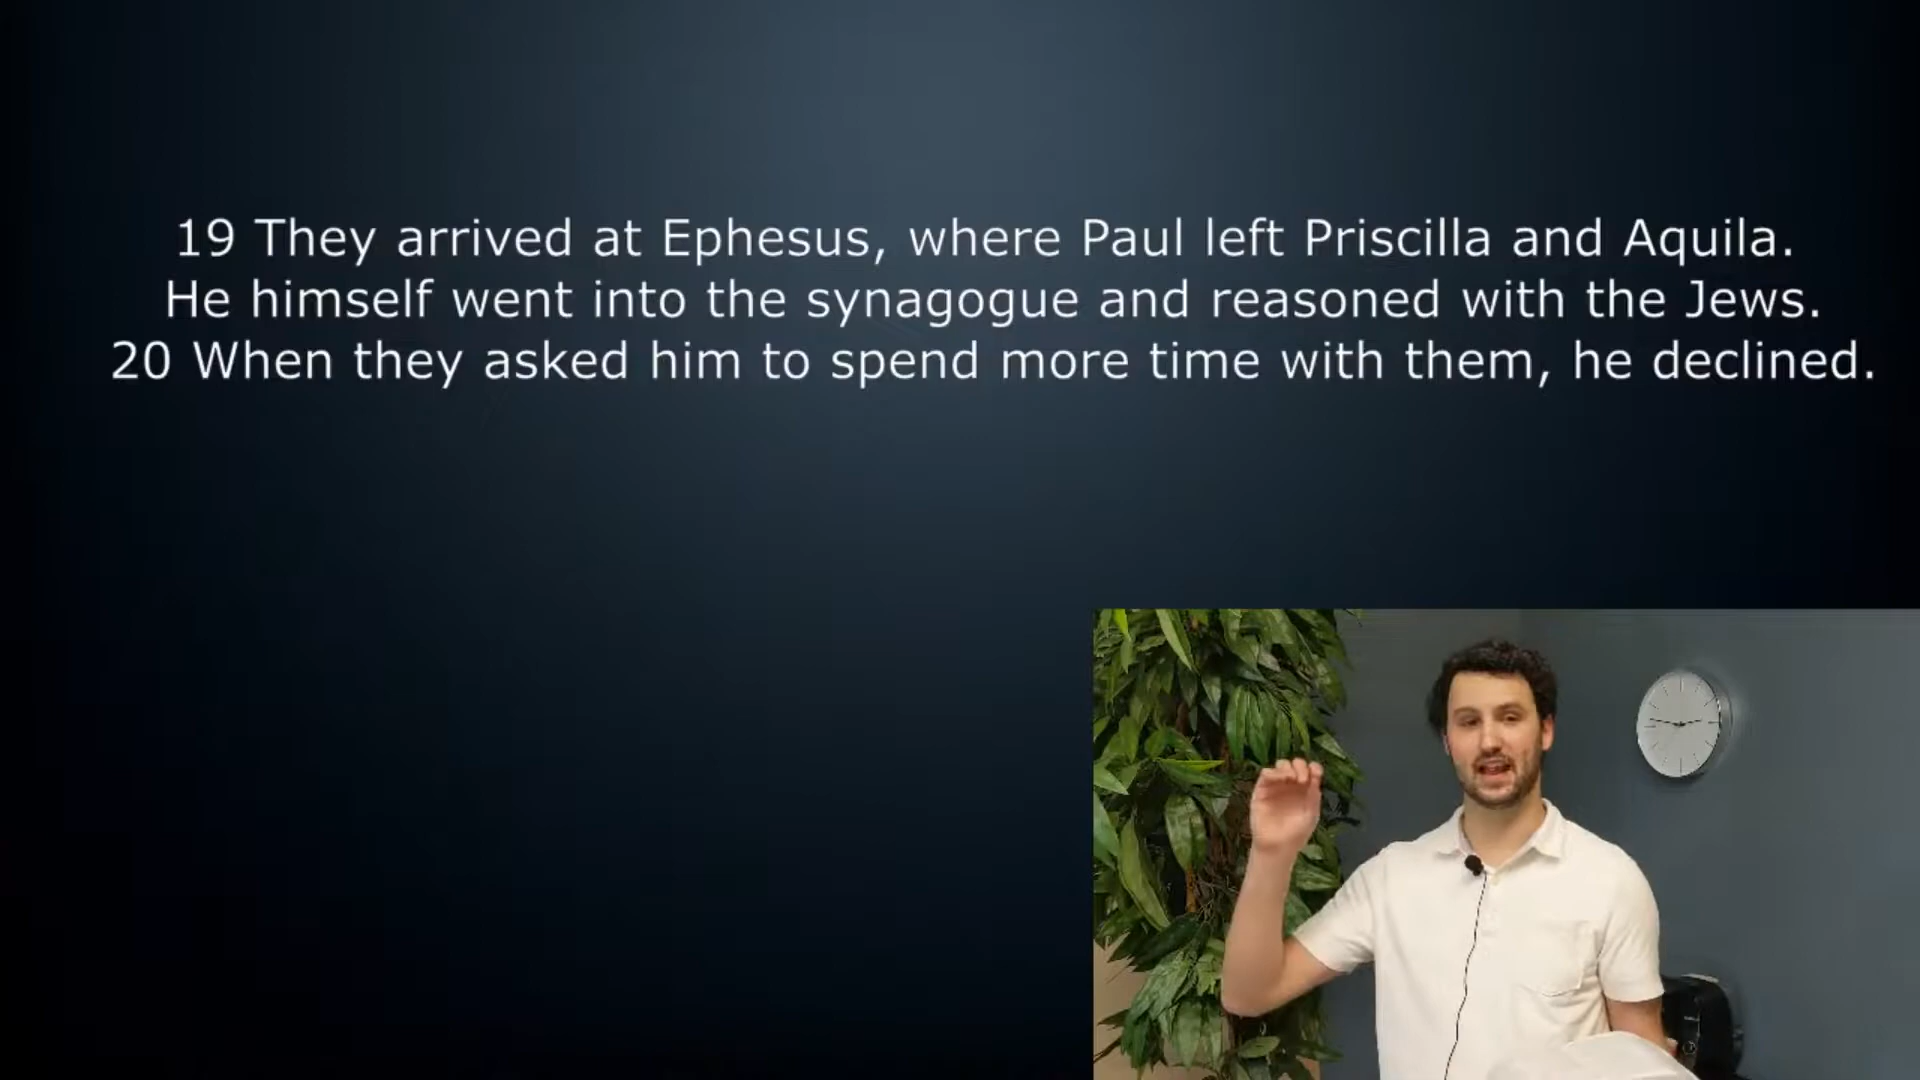 19 They arrived at Ephesus, where Paul left Priscilla and Aquila.
He himself went into the synagogue and reasoned with the Jews.
20 When they asked him to spend more time with them, he declined.